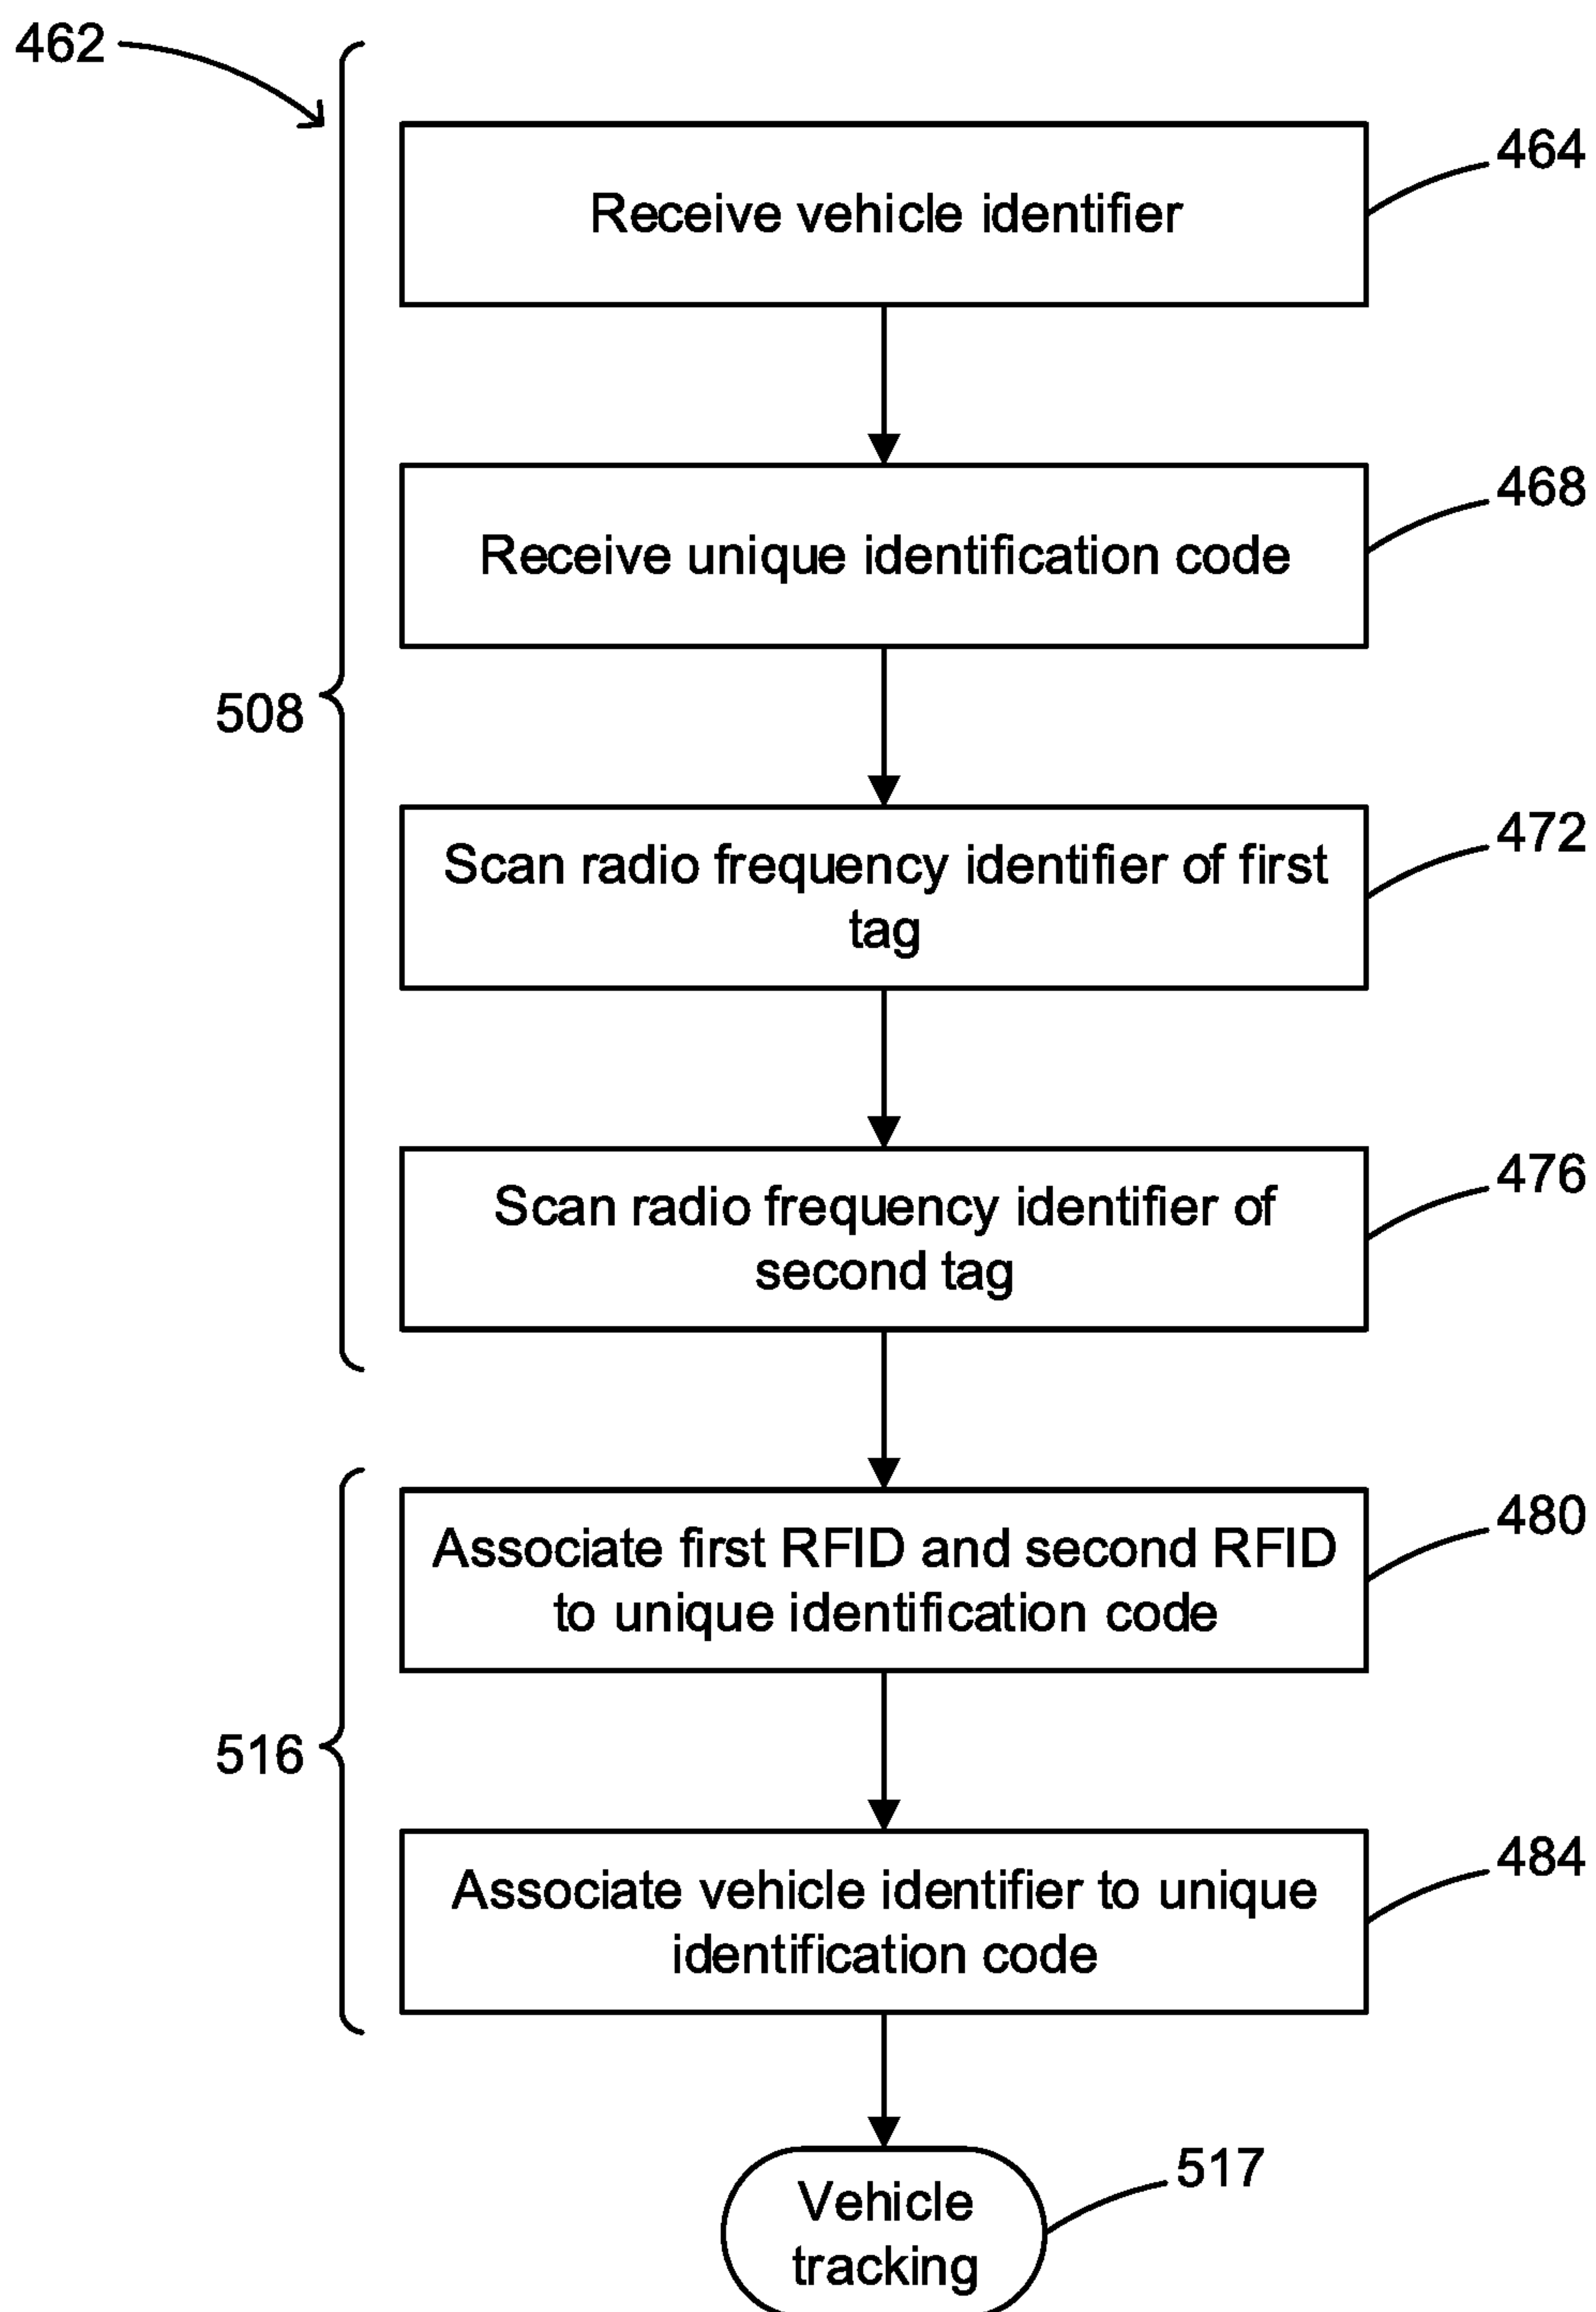 462
464
Receive vehicle identifier
468
Receive unique identification code
508
472
Scan radio frequency identifier of first
tag
476
Scan radio frequency identifier of
second tag
480
Associate first RFID and second RFID
to unique identification code
516
484
Associate vehicle identifier to unique
identification code
517
Vehicle
tracking